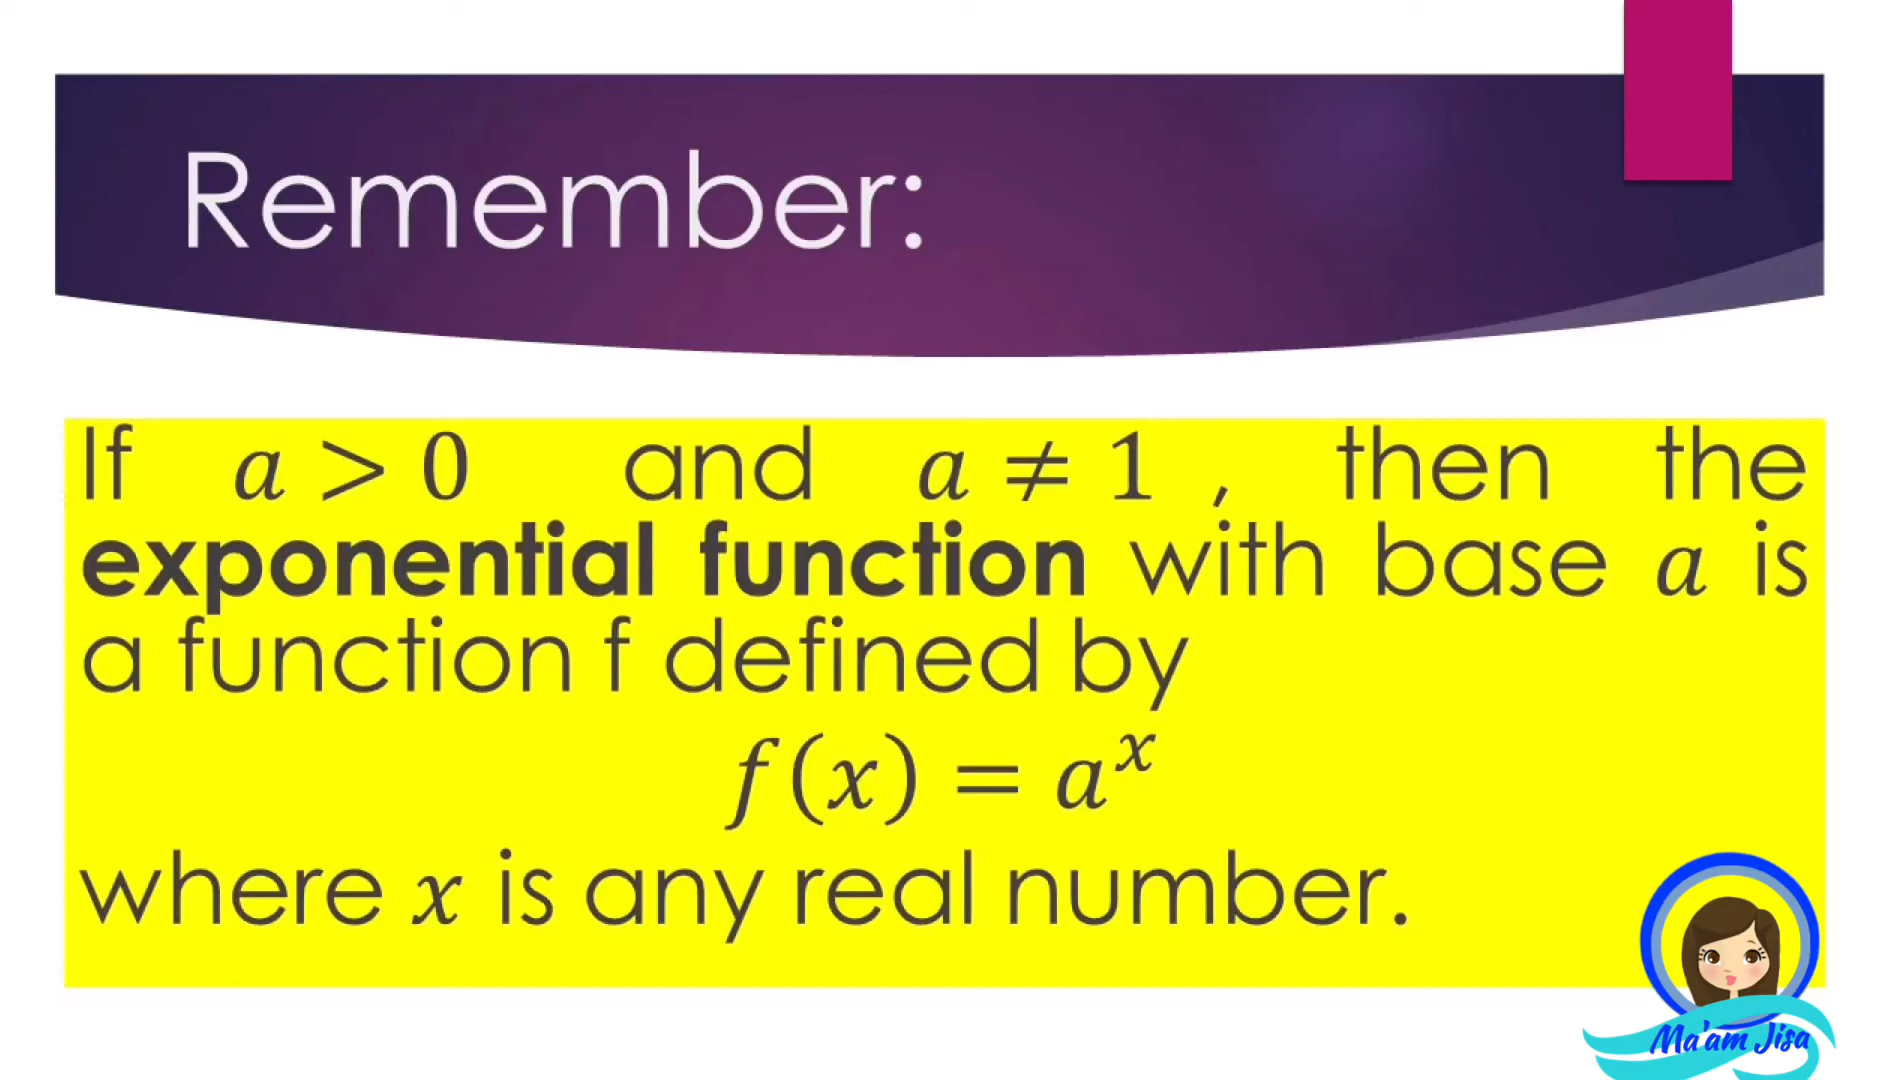 Remember:
If a > 0 and a ≠ 1 , then the
exponential function with base a is
a function f defined by
f(x) = aˣ
where x is any real number.
Ma'am Jisa